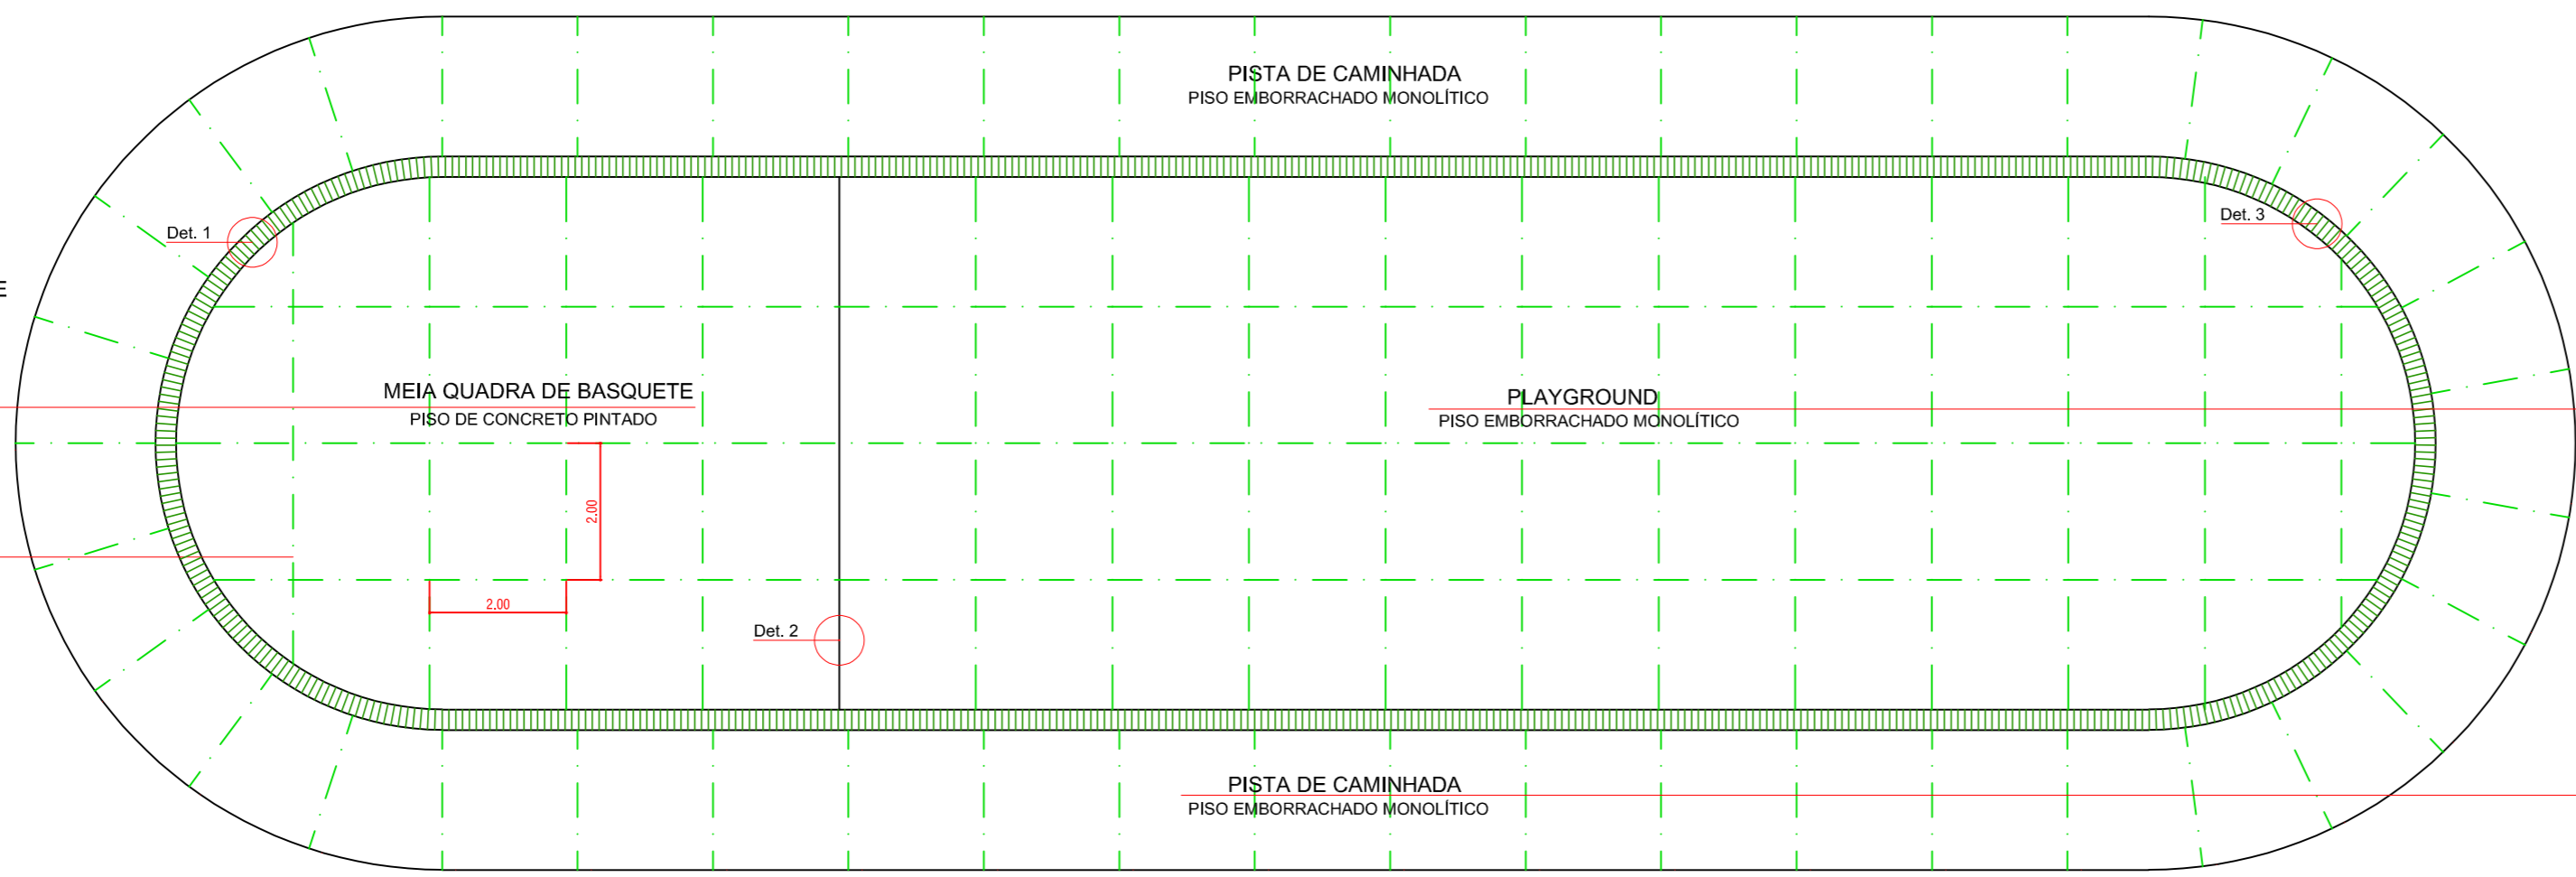 PISTA DE CAMINHADA
PISO EMBORRACHADO MONOLÍTICO
Det. 1
Det. 3
E
MEIA QUADRA DE BASQUETE
PISO DE CONCRETO PINTADO
PLAYGROUND
PISO EMBORRACHADO MONOLÍTICO
2.00
2.00
Det. 2
PISTA DE CAMINHADA
PISO EMBORRACHADO MONOLÍTICO